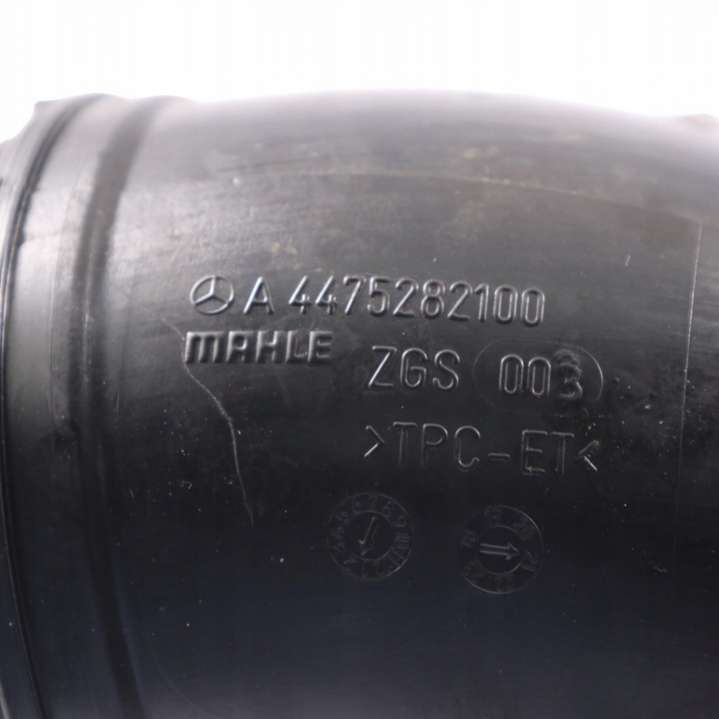 A 4475282100
MAHLE ZGS 003
>TPC-ET<